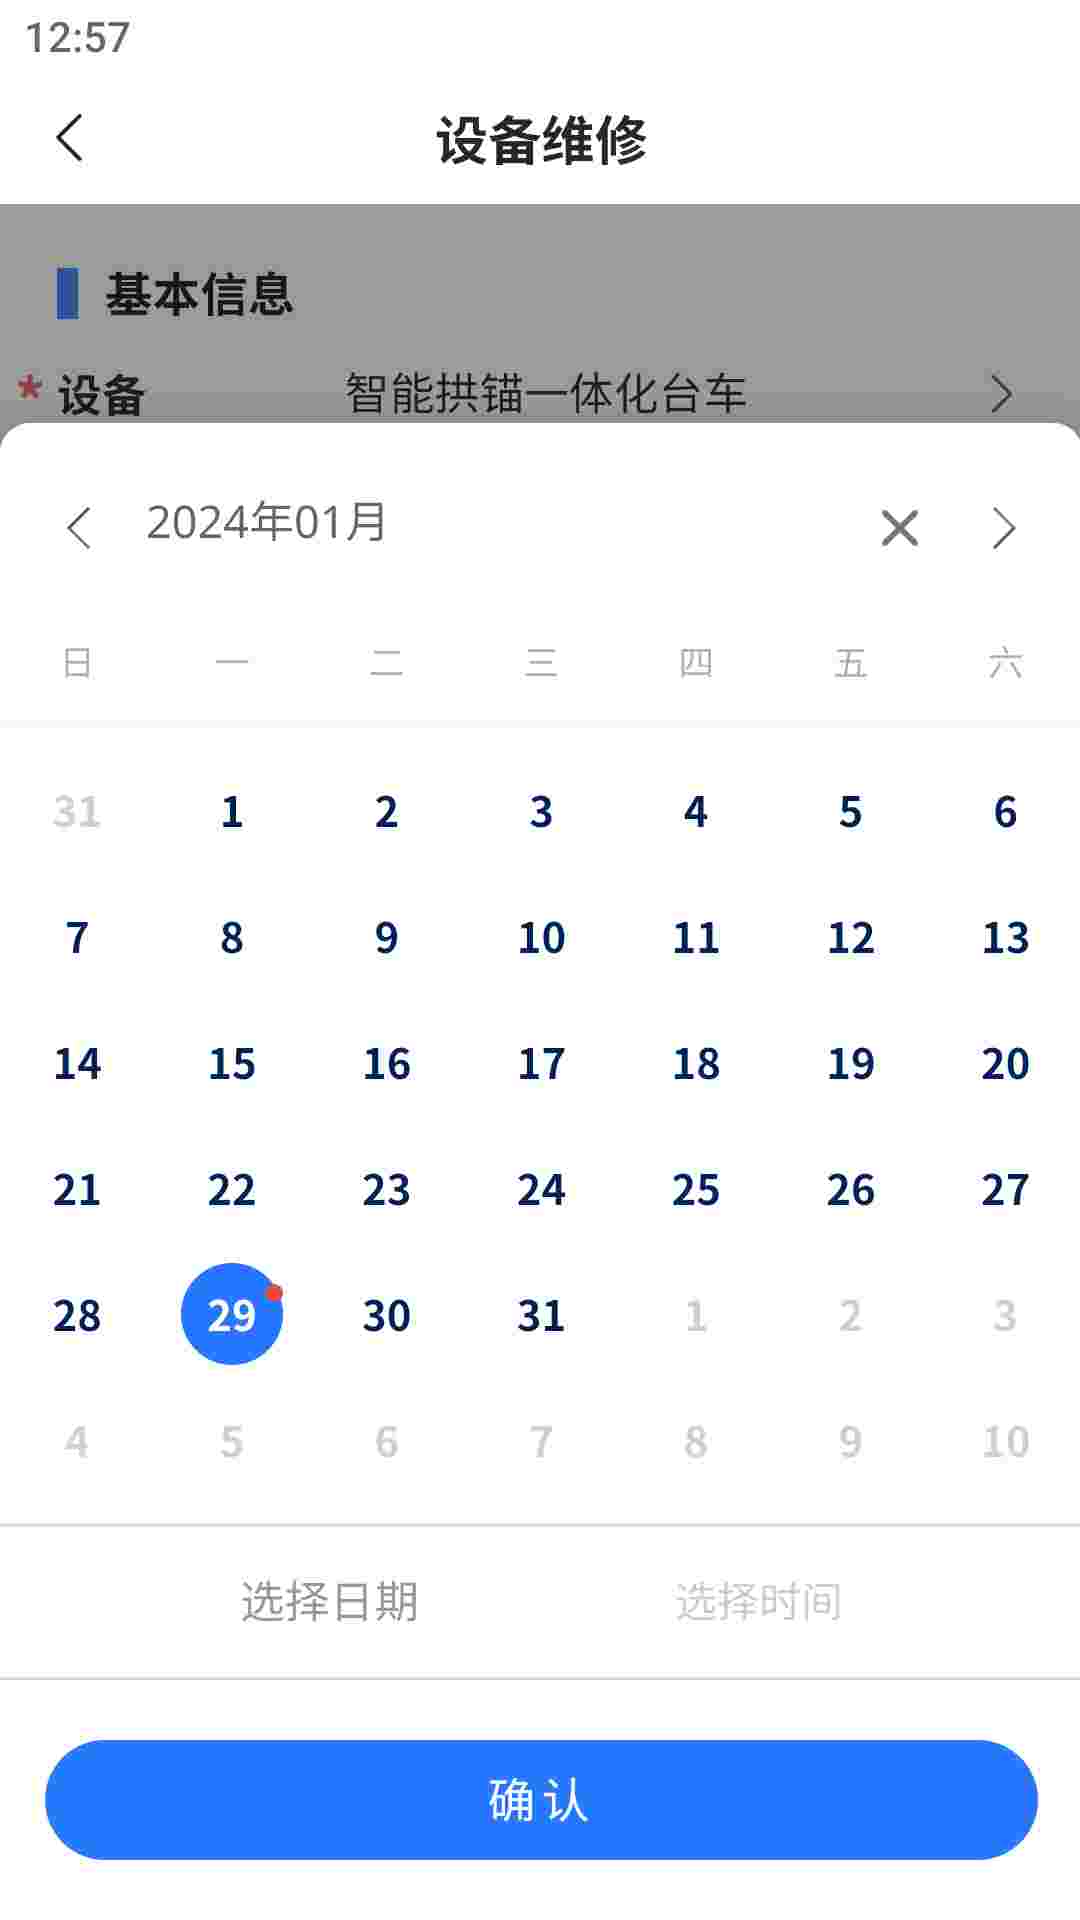 12:57
设备维修
基本信息
* 设备 智能拱锚一体化台车
2024年01月
日 一 二 三 四 五 六
31 1 2 3 4 5 6
7 8 9 10 11 12 13
14 15 16 17 18 19 20
21 22 23 24 25 26 27
28 29 30 31 1 2 3
4 5 6 7 8 9 10
选择日期 选择时间
确认